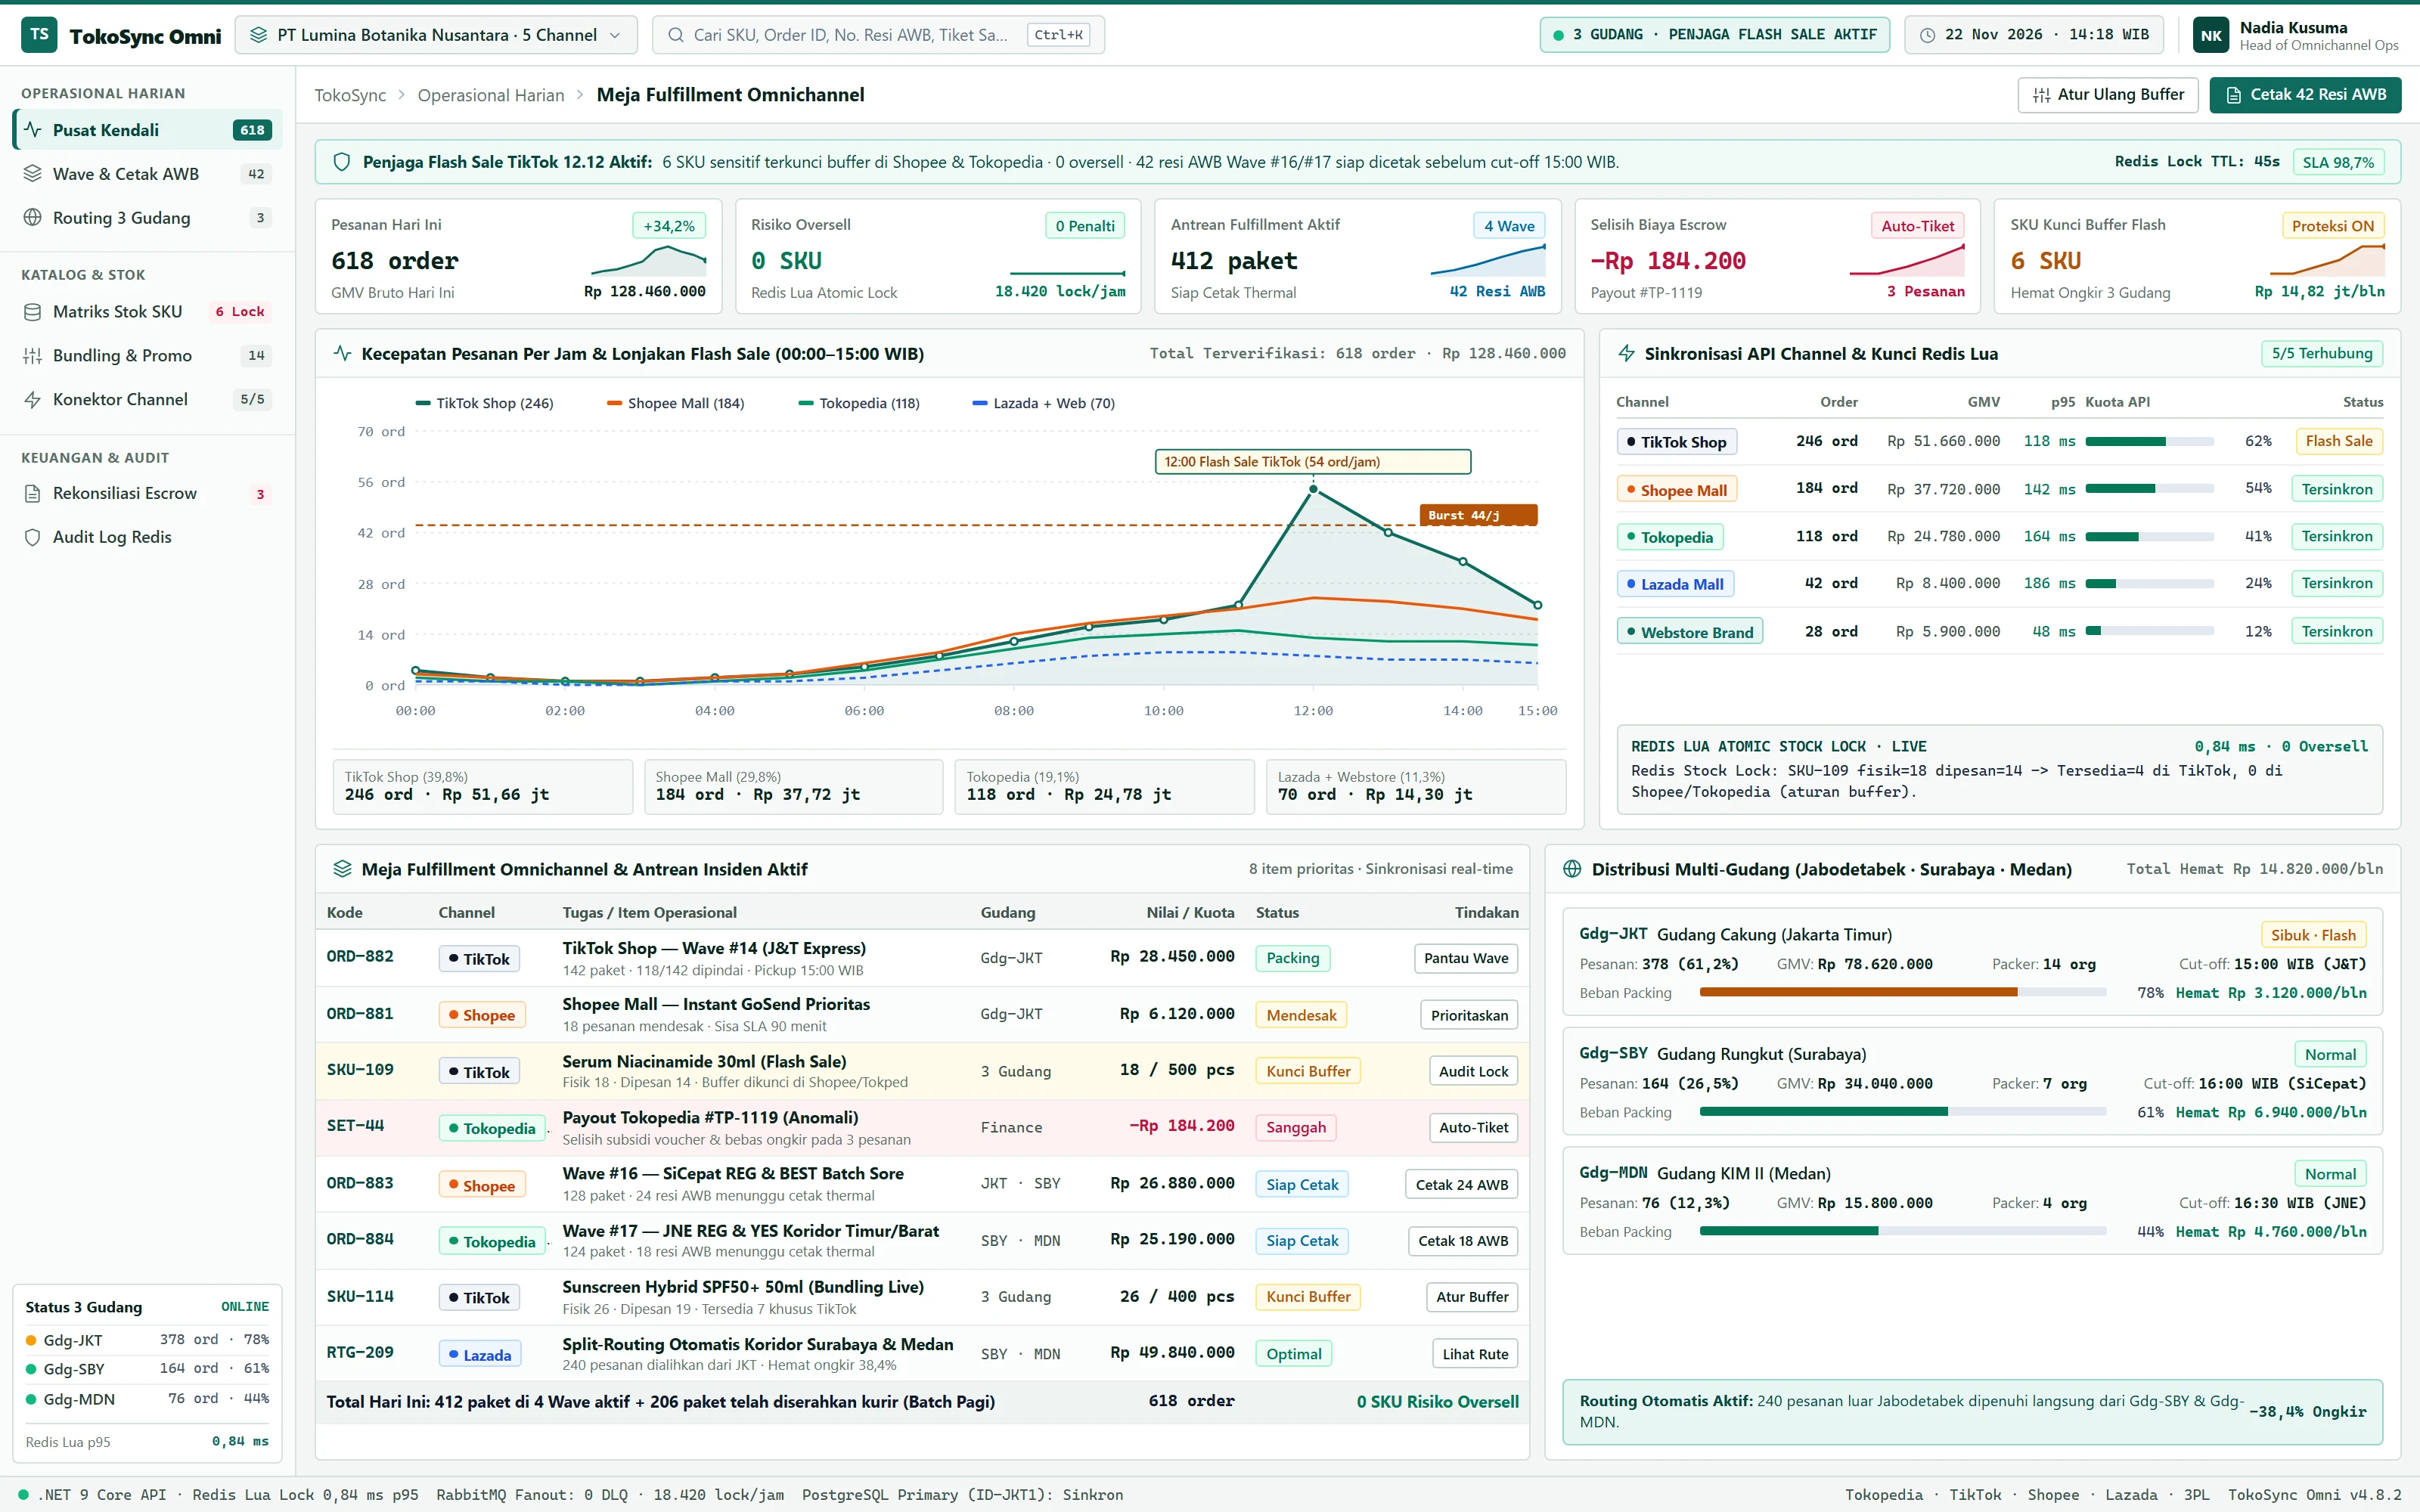 TS
TokoSync Omni
PT Lumina Botanika Nusantara · 5 Channel
Cari SKU, Order ID, No. Resi AWB, Tiket Sa...
Ctrl+K
3 GUDANG · PENJAGA FLASH SALE AKTIF
22 Nov 2026 · 14:18 WIB
NK
Nadia Kusuma
Head of Omnichannel Ops
OPERASIONAL HARIAN
Pusat Kendali 618
Wave & Cetak AWB 42
Routing 3 Gudang 3
KATALOG & STOK
Matriks Stok SKU 6 Lock
Bundling & Promo 14
Konektor Channel 5/5
KEUANGAN & AUDIT
Rekonsiliasi Escrow 3
Audit Log Redis
Status 3 Gudang ONLINE
Gdg-JKT 378 ord · 78%
Gdg-SBY 164 ord · 61%
Gdg-MDN 76 ord · 44%
Redis Lua p95 0,84 ms
TokoSync > Operasional Harian > Meja Fulfillment Omnichannel
Atur Ulang Buffer
Cetak 42 Resi AWB
Penjaga Flash Sale TikTok 12.12 Aktif: 6 SKU sensitif terkunci buffer di Shopee & Tokopedia · 0 oversell · 42 resi AWB Wave #16/#17 siap dicetak sebelum cut-off 15:00 WIB.
Redis Lock TTL: 45s
SLA 98,7%
Pesanan Hari Ini +34,2%
618 order
GMV Bruto Hari Ini Rp 128.460.000
Risiko Oversell 0 Penalti
0 SKU
Redis Lua Atomic Lock 18.420 lock/jam
Antrean Fulfillment Aktif 4 Wave
412 paket
Siap Cetak Thermal 42 Resi AWB
Selisih Biaya Escrow Auto-Tiket
−Rp 184.200
Payout #TP-1119 3 Pesanan
SKU Kunci Buffer Flash Proteksi ON
6 SKU
Hemat Ongkir 3 Gudang Rp 14,82 jt/bln
Kecepatan Pesanan Per Jam & Lonjakan Flash Sale (00:00–15:00 WIB)
Total Terverifikasi: 618 order · Rp 128.460.000
TikTok Shop (246) Shopee Mall (184) Tokopedia (118) Lazada + Web (70)
70 ord
56 ord
42 ord
28 ord
14 ord
0 ord
12:00 Flash Sale TikTok (54 ord/jam)
Burst 44/j
00:00 02:00 04:00 06:00 08:00 10:00 12:00 14:00 15:00
TikTok Shop (39,8%)
246 ord · Rp 51,66 jt
Shopee Mall (29,8%)
184 ord · Rp 37,72 jt
Tokopedia (19,1%)
118 ord · Rp 24,78 jt
Lazada + Webstore (11,3%)
70 ord · Rp 14,30 jt
Sinkronisasi API Channel & Kunci Redis Lua
5/5 Terhubung
Channel Order GMV p95 Kuota API Status
TikTok Shop 246 ord Rp 51.660.000 118 ms 62% Flash Sale
Shopee Mall 184 ord Rp 37.720.000 142 ms 54% Tersinkron
Tokopedia 118 ord Rp 24.780.000 164 ms 41% Tersinkron
Lazada Mall 42 ord Rp 8.400.000 186 ms 24% Tersinkron
Webstore Brand 28 ord Rp 5.900.000 48 ms 12% Tersinkron
REDIS LUA ATOMIC STOCK LOCK · LIVE 0,84 ms · 0 Oversell
Redis Stock Lock: SKU-109 fisik=18 dipesan=14 -> Tersedia=4 di TikTok, 0 di
Shopee/Tokopedia (aturan buffer).
Meja Fulfillment Omnichannel & Antrean Insiden Aktif
8 item prioritas · Sinkronisasi real-time
Kode Channel Tugas / Item Operasional Gudang Nilai / Kuota Status Tindakan
ORD-882 TikTok TikTok Shop — Wave #14 (J&T Express) Gdg-JKT Rp 28.450.000 Packing Pantau Wave
142 paket · 118/142 dipindai · Pickup 15:00 WIB
ORD-881 Shopee Shopee Mall — Instant GoSend Prioritas Gdg-JKT Rp 6.120.000 Mendesak Prioritaskan
18 pesanan mendesak · Sisa SLA 90 menit
SKU-109 TikTok Serum Niacinamide 30ml (Flash Sale) 3 Gudang 18 / 500 pcs Kunci Buffer Audit Lock
Fisik 18 · Dipesan 14 · Buffer dikunci di Shopee/Tokped
SET-44 Tokopedia Payout Tokopedia #TP-1119 (Anomali) Finance −Rp 184.200 Sanggah Auto-Tiket
Selisih subsidi voucher & bebas ongkir pada 3 pesanan
ORD-883 Shopee Wave #16 — SiCepat REG & BEST Batch Sore JKT · SBY Rp 26.880.000 Siap Cetak Cetak 24 AWB
128 paket · 24 resi AWB menunggu cetak thermal
ORD-884 Tokopedia Wave #17 — JNE REG & YES Koridor Timur/Barat SBY · MDN Rp 25.190.000 Siap Cetak Cetak 18 AWB
124 paket · 18 resi AWB menunggu cetak thermal
SKU-114 TikTok Sunscreen Hybrid SPF50+ 50ml (Bundling Live) 3 Gudang 26 / 400 pcs Kunci Buffer Atur Buffer
Fisik 26 · Dipesan 19 · Tersedia 7 khusus TikTok
RTG-209 Lazada Split-Routing Otomatis Koridor Surabaya & Medan SBY · MDN Rp 49.840.000 Optimal Lihat Rute
240 pesanan dialihkan dari JKT · Hemat ongkir 38,4%
Total Hari Ini: 412 paket di 4 Wave aktif + 206 paket telah diserahkan kurir (Batch Pagi) 618 order 0 SKU Risiko Oversell
Distribusi Multi-Gudang (Jabodetabek · Surabaya · Medan)
Total Hemat Rp 14.820.000/bln
Gdg-JKT Gudang Cakung (Jakarta Timur) Sibuk · Flash
Pesanan: 378 (61,2%) GMV: Rp 78.620.000 Packer: 14 org Cut-off: 15:00 WIB (J&T)
Beban Packing 78% Hemat Rp 3.120.000/bln
Gdg-SBY Gudang Rungkut (Surabaya) Normal
Pesanan: 164 (26,5%) GMV: Rp 34.040.000 Packer: 7 org Cut-off: 16:00 WIB (SiCepat)
Beban Packing 61% Hemat Rp 6.940.000/bln
Gdg-MDN Gudang KIM II (Medan) Normal
Pesanan: 76 (12,3%) GMV: Rp 15.800.000 Packer: 4 org Cut-off: 16:30 WIB (JNE)
Beban Packing 44% Hemat Rp 4.760.000/bln
Routing Otomatis Aktif: 240 pesanan luar Jabodetabek dipenuhi langsung dari Gdg-SBY & Gdg-
MDN.
−38,4% Ongkir
.NET 9 Core API · Redis Lua Lock 0,84 ms p95 RabbitMQ Fanout: 0 DLQ · 18.420 lock/jam PostgreSQL Primary (ID-JKT1): Sinkron
Tokopedia · TikTok · Shopee · Lazada · 3PL TokoSync Omni v4.8.2